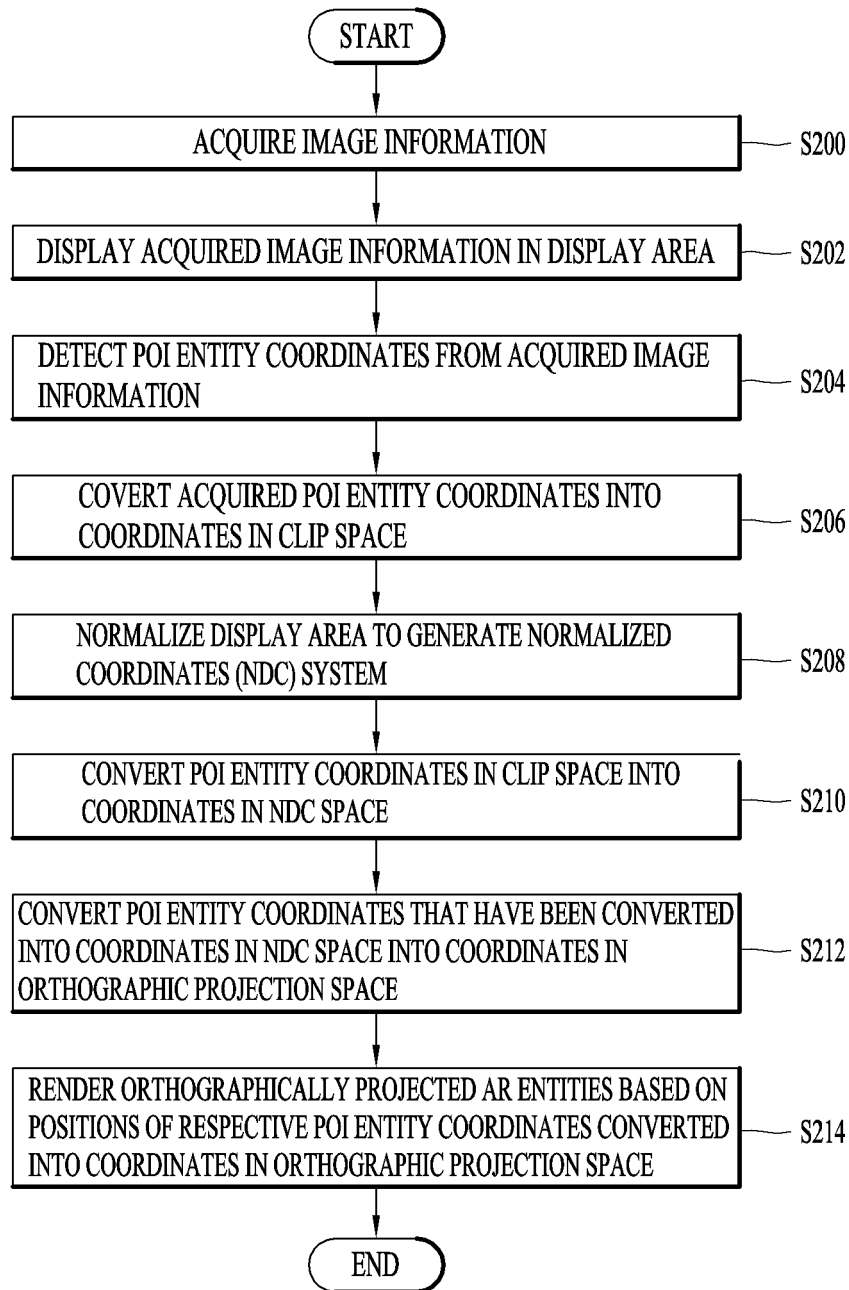 START
ACQUIRE IMAGE INFORMATION
S200
DISPLAY ACQUIRED IMAGE INFORMATION IN DISPLAY AREA
S202
DETECT POI ENTITY COORDINATES FROM ACQUIRED IMAGE
INFORMATION
S204
COVERT ACQUIRED POI ENTITY COORDINATES INTO
COORDINATES IN CLIP SPACE
S206
NORMALIZE DISPLAY AREA TO GENERATE NORMALIZED
COORDINATES (NDC) SYSTEM
S208
CONVERT POI ENTITY COORDINATES IN CLIP SPACE INTO
COORDINATES IN NDC SPACE
S210
CONVERT POI ENTITY COORDINATES THAT HAVE BEEN CONVERTED
INTO COORDINATES IN NDC SPACE INTO COORDINATES IN
ORTHOGRAPHIC PROJECTION SPACE
S212
RENDER ORTHOGRAPHICALLY PROJECTED AR ENTITIES BASED ON
POSITIONS OF RESPECTIVE POI ENTITY COORDINATES CONVERTED
INTO COORDINATES IN ORTHOGRAPHIC PROJECTION SPACE
S214
END